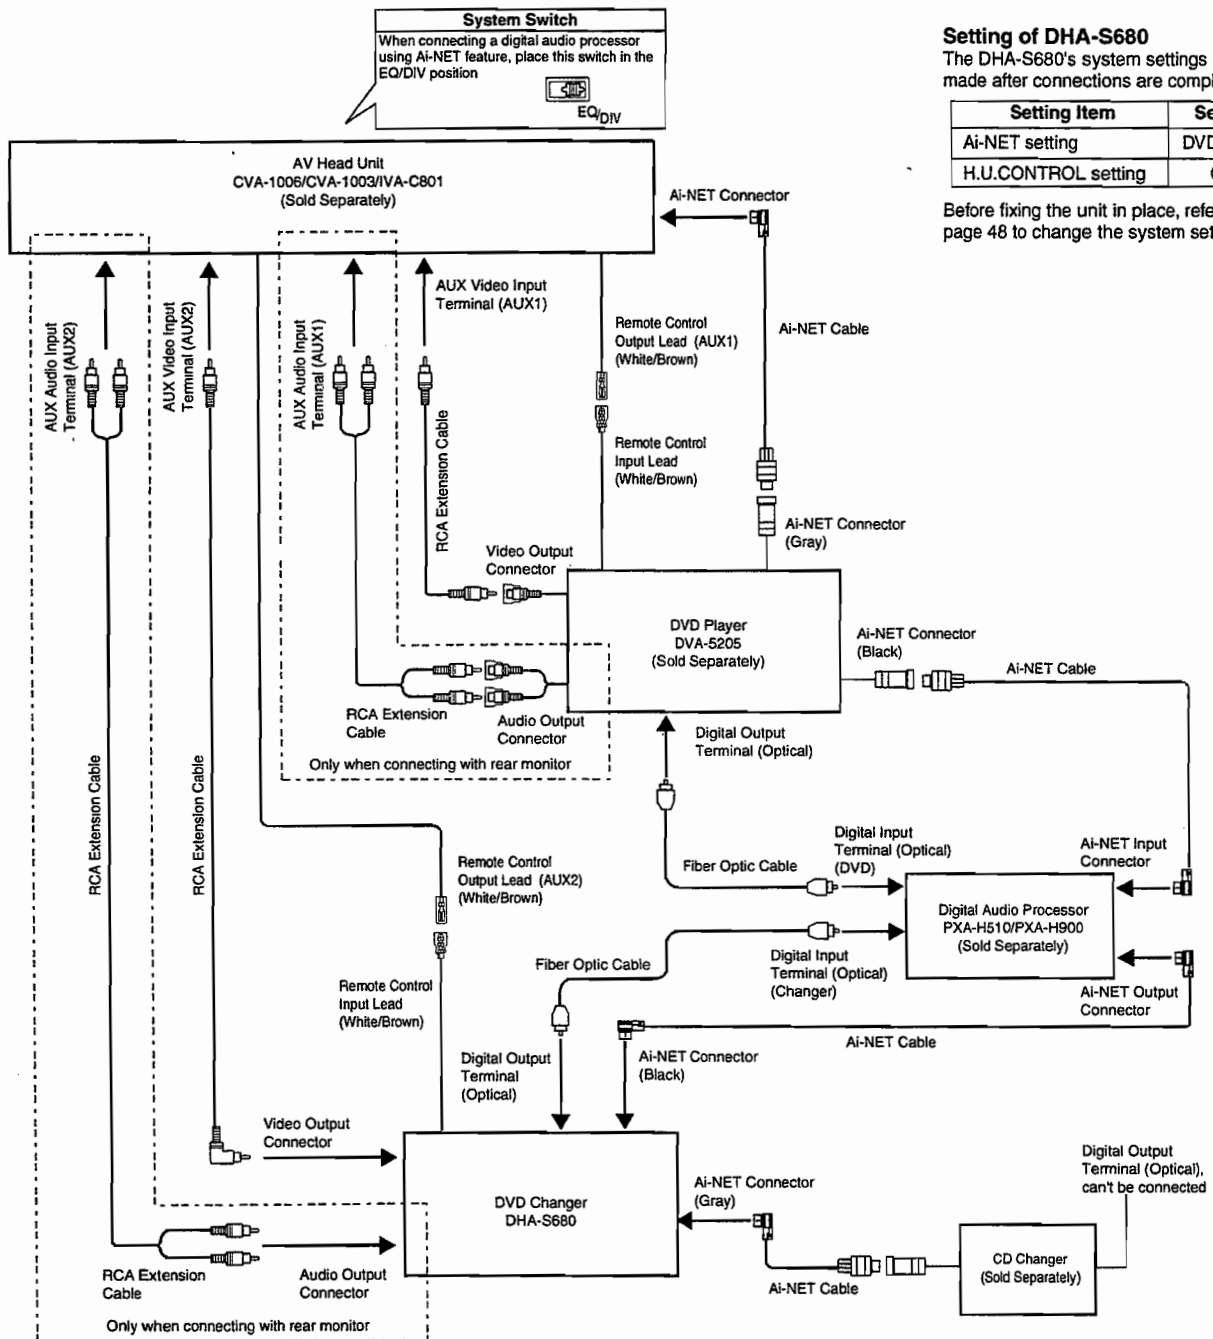 System Switch
When connecting a digital audio processor
using Ai-NET feature, place this switch in the
EQ/DIV position
EQ/DIV
Setting of DHA-S680
The DHA-S680's system settings
made after connections are
Setting Item
Ai-NET setting
DVD
H.U.CONTROL setting
Before fixing the unit in place,
page 48 to change the system
AV Head Unit
CVA-1006/CVA-1003/IVA-C801
(Sold Separately)
Ai-NET Connector
AUX Audio Input
Terminal (AUX2)
AUX Video Input
Terminal (AUX2)
AUX Audio Input
Terminal (AUX1)
AUX Video Input
Terminal (AUX1)
RCA Extension Cable
Remote Control
Output Lead (AUX1)
(White/Brown)
Ai-NET Cable
Remote Control
Input Lead
(White/Brown)
Ai-NET Connector
(Gray)
Video Output
Connector
DVD Player
DVA-5205
(Sold Separately)
Ai-NET Connector
(Black)
Ai-NET Cable
RCA Extension
Cable
Audio Output
Connector
Only when connecting with rear monitor
Digital Output
Terminal (Optical)
RCA Extension Cable
RCA Extension Cable
Fiber Optic Cable
Digital Input
Terminal (Optical)
(DVD)
Ai-NET Input
Connector
Digital Audio Processor
PXA-H510/PXA-H900
(Sold Separately)
Remote Control
Output Lead (AUX2)
(White/Brown)
Fiber Optic Cable
Digital Input
Terminal (Optical)
(Changer)
Ai-NET Output
Connector
Remote Control
Input Lead
(White/Brown)
Ai-NET Cable
Digital Output
Terminal
(Optical)
Ai-NET Connector
(Black)
Video Output
Connector
DVD Changer
DHA-S680
Ai-NET Connector
(Gray)
Digital Output
Terminal (Optical),
can't be connected
CD Changer
(Sold Separately)
Ai-NET Cable
RCA Extension
Cable
Audio Output
Connector
Only when connecting with rear monitor